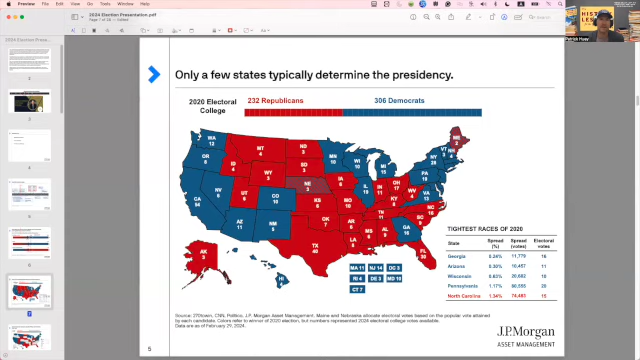 Preview File Edit View Go Tools Window Help
2024 Election Presentation.pdf
Only a few states typically determine the presidency.
2020 Electoral
College
232 Republicans
306 Democrats
WA
12
OR
8
NV
6
CA
54
ID
4
MT
4
WY
3
UT
6
CO
10
AZ
11
NM
5
ND
3
SD
3
NE
KS
6
OK
7
TX
40
MN
10
IA
6
MO
10
AR
6
LA
8
WI
10
IL
19
MI
15
IN
11
OH
17
KY
8
TN
11
MS
6
AL
9
GA
16
FL
30
NC
16
VA
13
WV
4
PA
19
NY
28
VT
3
NH
4
ME
2
AK
3
HI
MA 11
NJ 14
DC 3
RI 4
DE 3
MD 10
CT 7
TIGHTEST RACES OF 2020
State
Spread
(%)
Spread
(votes)
Electoral
votes
Georgia 0.24% 11,779 16
Arizona 0.30% 10,457 11
Wisconsin 0.63% 20,682 10
Pennsylvania 1.17% 80,555 20
North Carolina 1.34% 74,483 15
Source: 270towin, CNN, Politico, J.P. Morgan Asset Management. Maine and Nebraska allocate electoral votes based on the popular vote attained
by each candidate. Colors refer to winner of 2020 election, but numbers represented 2024 electoral college votes available.
Data are as of February 29, 2024.
5
J.P.Morgan
ASSET MANAGEMENT
HIST
LES
Patrick Huey